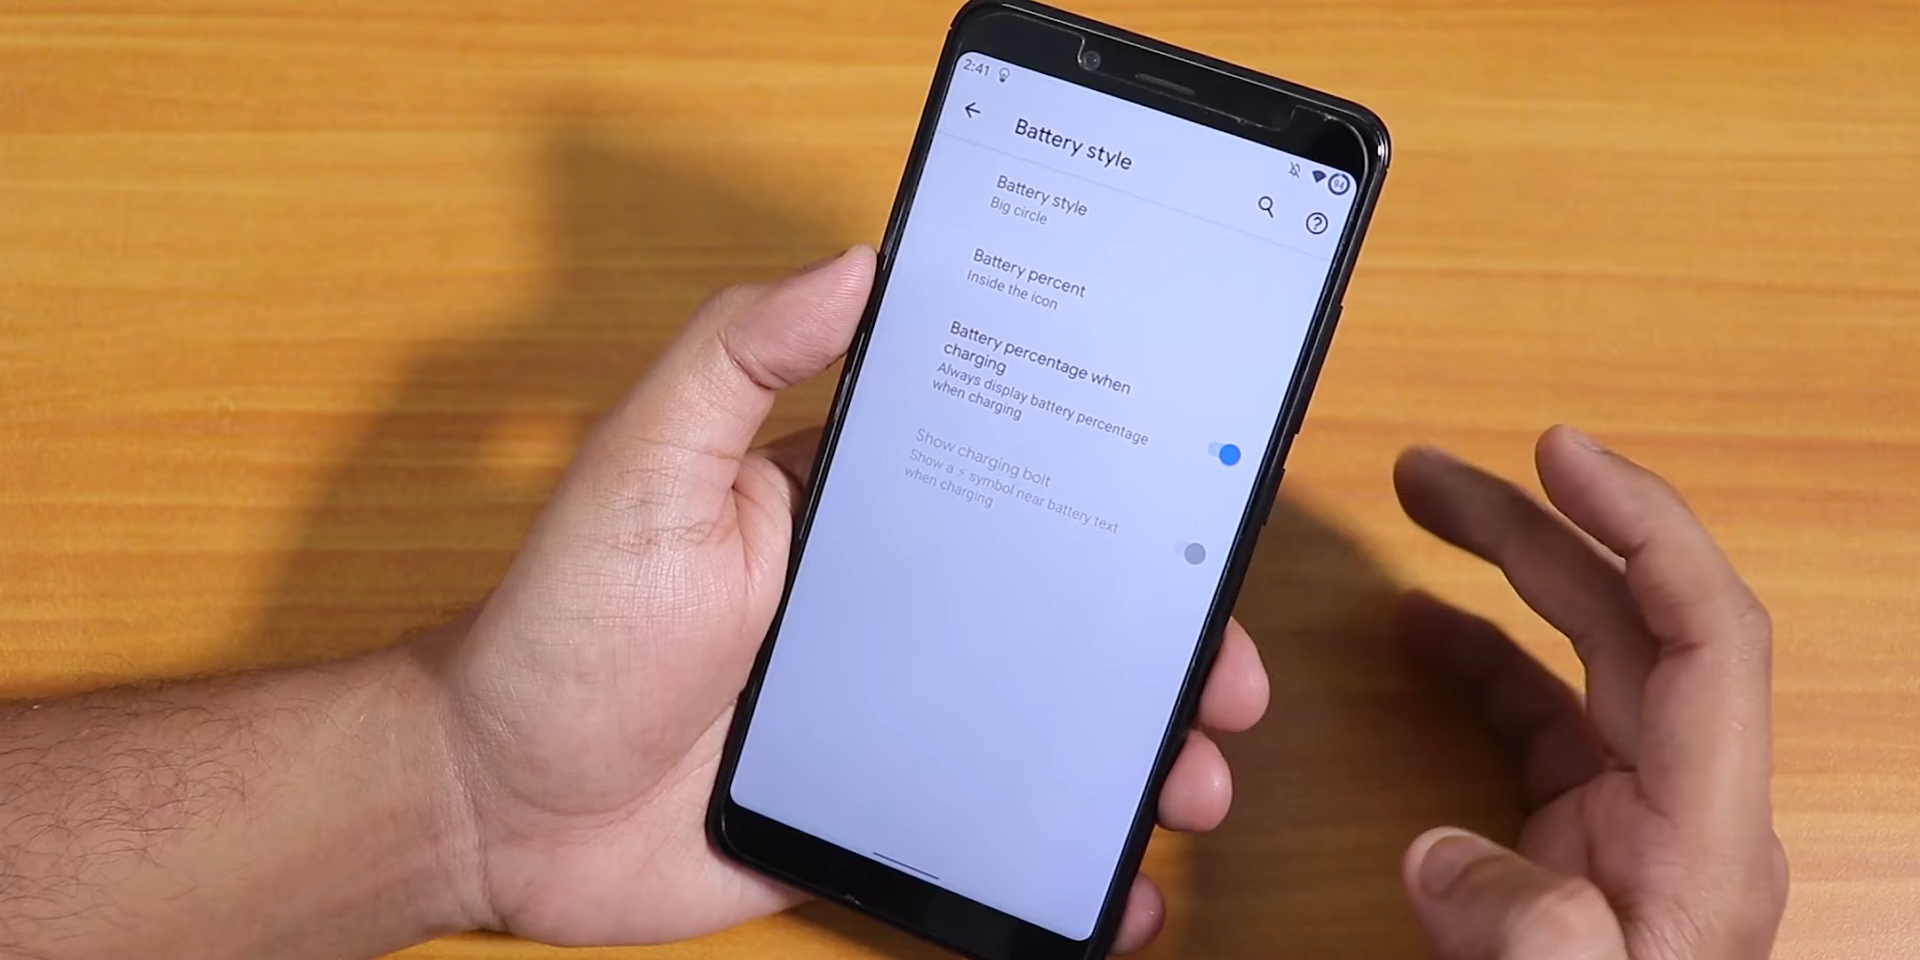 2:41
94
Battery style
Battery style
Big circle
Battery percent
Inside the icon
Battery percentage when
charging
Always display battery percentage
when charging
Show charging bolt
Show a ⚡ symbol near battery text
when charging